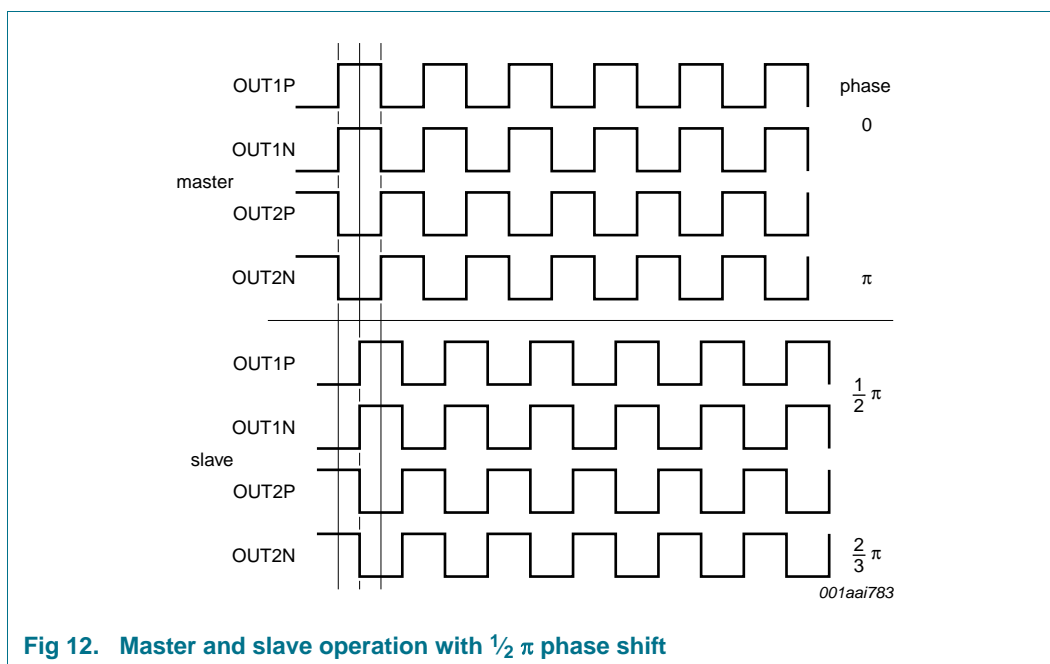 OUT1P
phase
0
OUT1N
master
OUT2P
OUT2N
π
OUT1P
1/2 π
OUT1N
slave
OUT2P
OUT2N
2/3 π
001aai783
Fig 12. Master and slave operation with ½ π phase shift